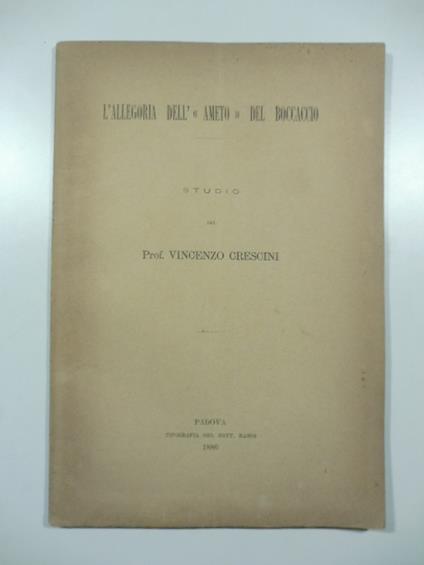 L'ALLEGORIA DELL' « AMETO » DEL BOCCACCIO
STUDIO
DEL
Prof. VINCENZO CRESCINI
PADOVA
TIPOGRAFIA DEL DOTT. RANDI
1886